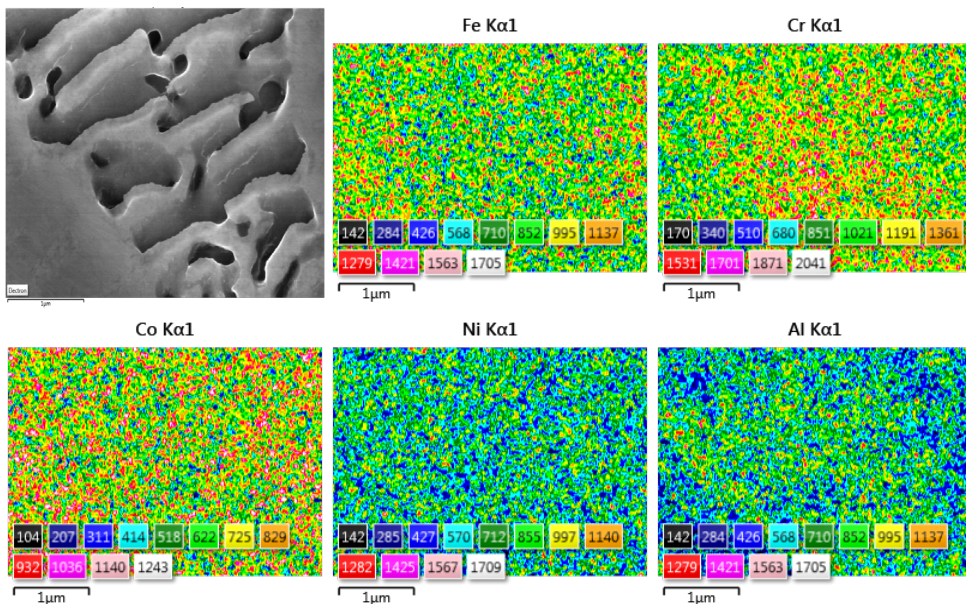 Fe Kα1
Cr Kα1
142 284 426 568 710 852 995 1137
1279 1421 1563 1705
170 340 510 680 851 1021 1191 1361
1531 1701 1871 2041
Electron
1µm
1µm
1µm
Co Kα1
Ni Kα1
Al Kα1
104 207 311 414 518 622 725 829
932 1036 1140 1243
142 285 427 570 712 855 997 1140
1282 1425 1567 1709
142 284 426 568 710 852 995 1137
1279 1421 1563 1705
1µm
1µm
1µm